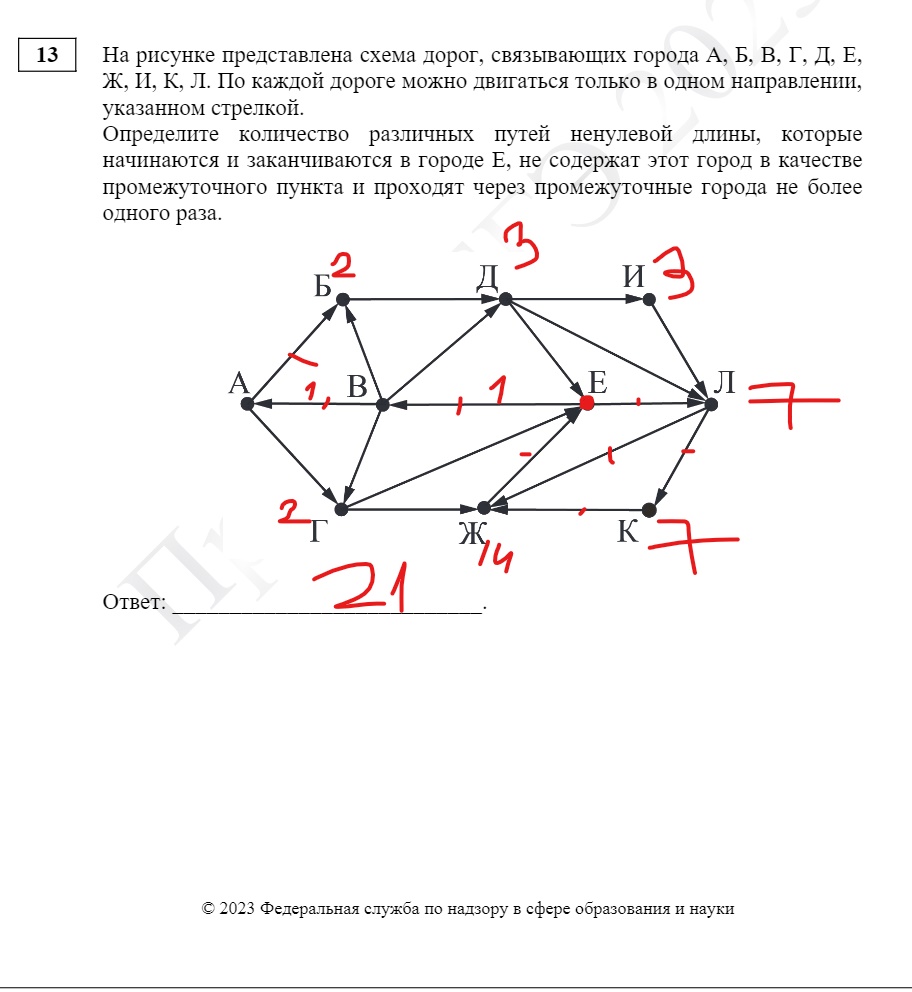 13
На рисунке представлена схема дорог, связывающих города А, Б, В, Г, Д, Е,
Ж, И, К, Л. По каждой дороге можно двигаться только в одном направлении,
указанном стрелкой.
Определите количество различных путей ненулевой длины, которые
начинаются и заканчиваются в городе Е, не содержат этот город в качестве
промежуточного пункта и проходят через промежуточные города не более
одного раза.
Б 2 Д 3 И 3
А 1 В 1 Е Л 7
2 Г Ж 14 К 7
Ответ: 21.
© 2023 Федеральная служба по надзору в сфере образования и науки